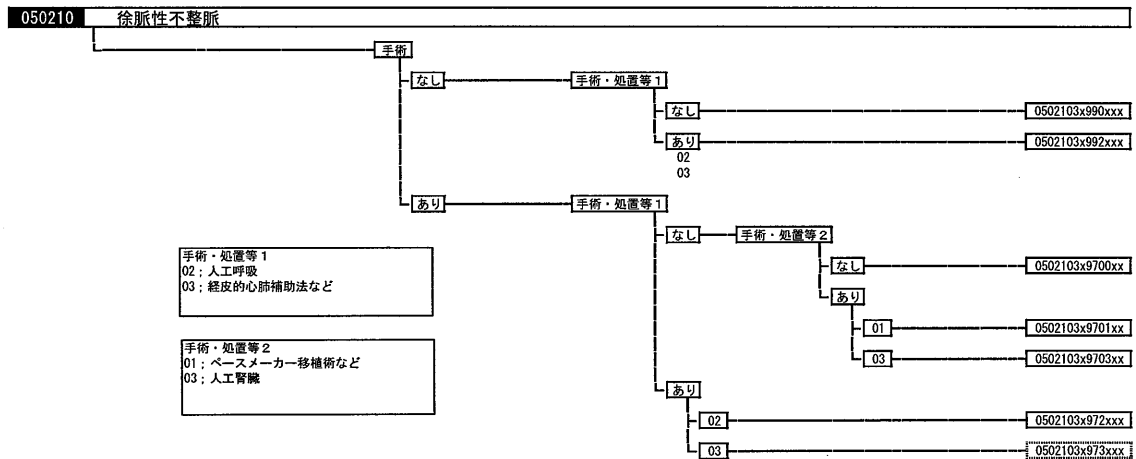 050210 徐脈性不整脈
手術
なし 手術・処置等1
なし 0502103x990xxx
あり 0502103x992xxx
02
03
あり 手術・処置等1
なし 手術・処置等2
なし 0502103x9700xx
あり
01 0502103x9701xx
03 0502103x9703xx
あり
02 0502103x972xxx
03 0502103x973xxx
手術・処置等1
02;人工呼吸
03;経皮的心肺補助法など
手術・処置等2
01;ペースメーカー移植術など
03;人工腎臓